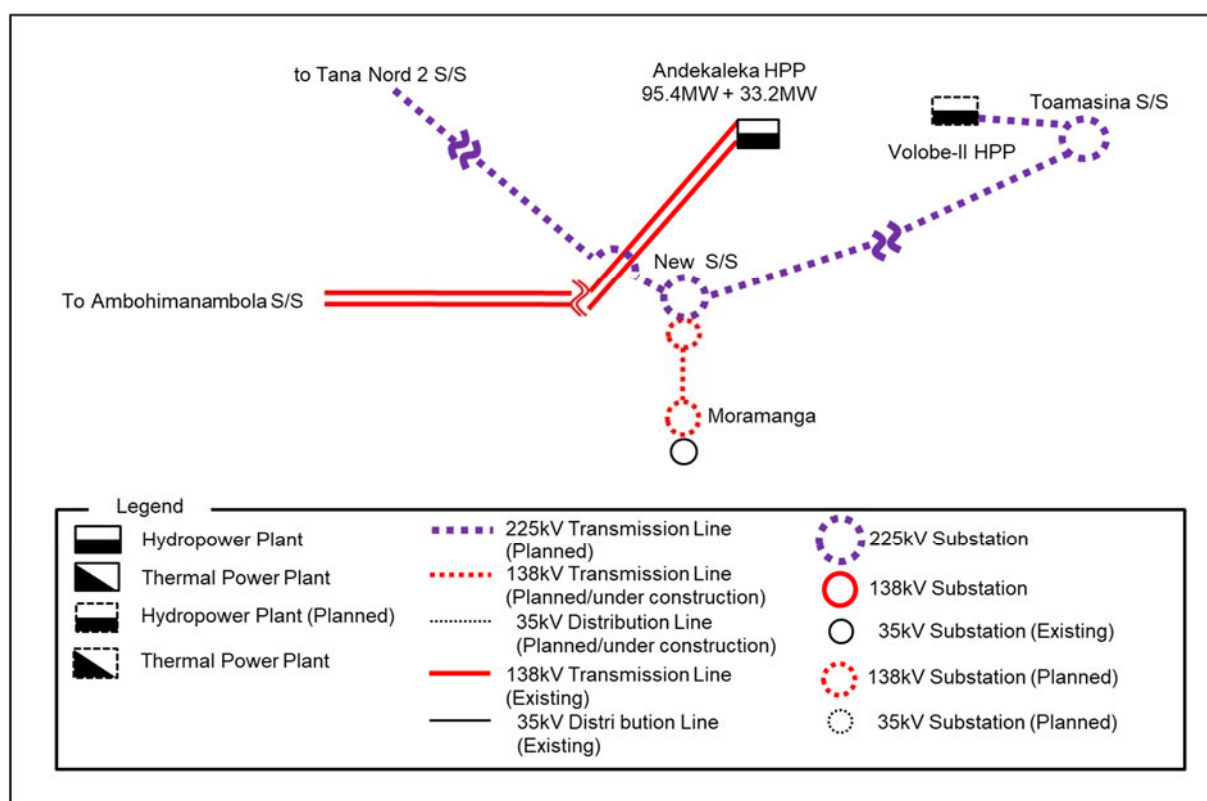 to Tana Nord 2 S/S
Andekaleka HPP
95.4MW + 33.2MW
Toamasina S/S
Volobe-II HPP
New S/S
To Ambohimanambola S/S
Moramanga
Legend
Hydropower Plant
Thermal Power Plant
Hydropower Plant (Planned)
Thermal Power Plant
225kV Transmission Line
(Planned)
138kV Transmission Line
(Planned/under construction)
35kV Distribution Line
(Planned/under construction)
138kV Transmission Line
(Existing)
35kV Distri bution Line
(Existing)
225kV Substation
138kV Substation
35kV Substation (Existing)
138kV Substation (Planned)
35kV Substation (Planned)